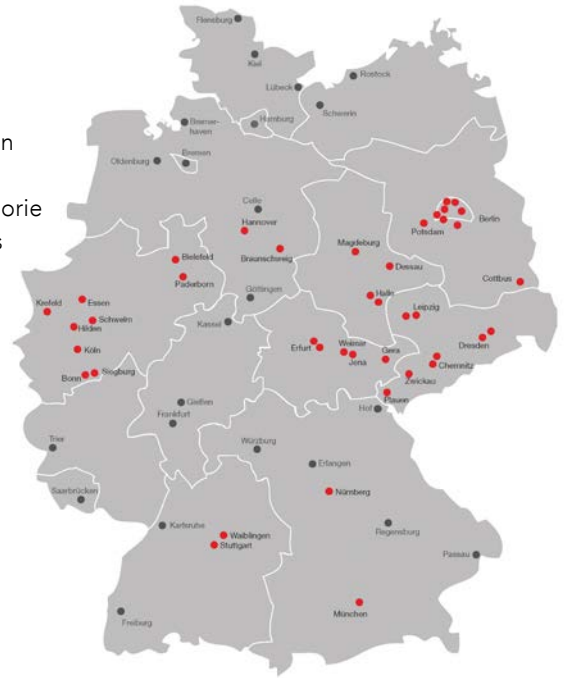 Flensburg
Kiel
Rostock
Lübeck
Schwerin
Bremer-
haven
Hamburg
n
Bremen
Oldenburg
orie
Celle
s
Hannover
Berlin
Potsdam
Magdeburg
Braunschweig
Bielefeld
Dessau
Paderborn
Cottbus
Göttingen
Halle
Krefeld
Essen
Leipzig
Schwelm
Hilden
Kassel
Weimar
Dresden
Erfurt
Gera
Köln
Jena
Chemnitz
Siegburg
Bonn
Zwickau
Plauen
Gießen
Hof
Frankfurt
Trier
Würzburg
Erlangen
Saarbrücken
Nürnberg
Karlsruhe
Regensburg
Waiblingen
Stuttgart
Passau
München
Freiburg